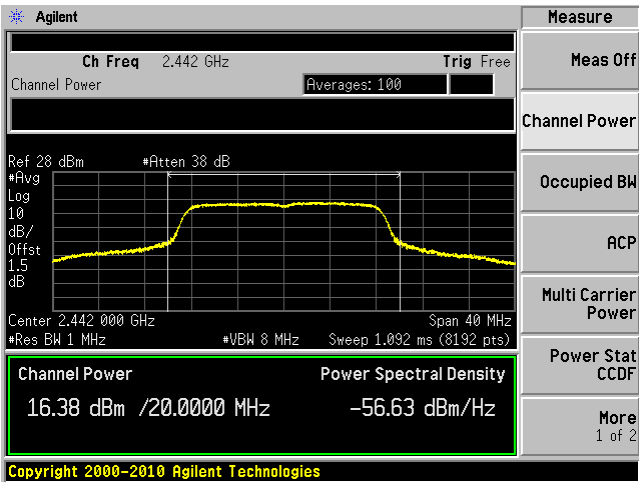 Agilent
Measure
Ch Freq 2.442 GHz Trig Free
Channel Power Averages: 100
Ref 28 dBm #Atten 38 dB
#Avg
Log
10
dB/
Offst
1.5
dB
Center 2.442 000 GHz Span 40 MHz
#Res BW 1 MHz #VBW 8 MHz Sweep 1.092 ms (8192 pts)
Channel Power Power Spectral Density
16.38 dBm /20.0000 MHz -56.63 dBm/Hz
Copyright 2000-2010 Agilent Technologies
Meas Off
Channel Power
Occupied BW
ACP
Multi Carrier
Power
Power Stat
CCDF
More
1 of 2